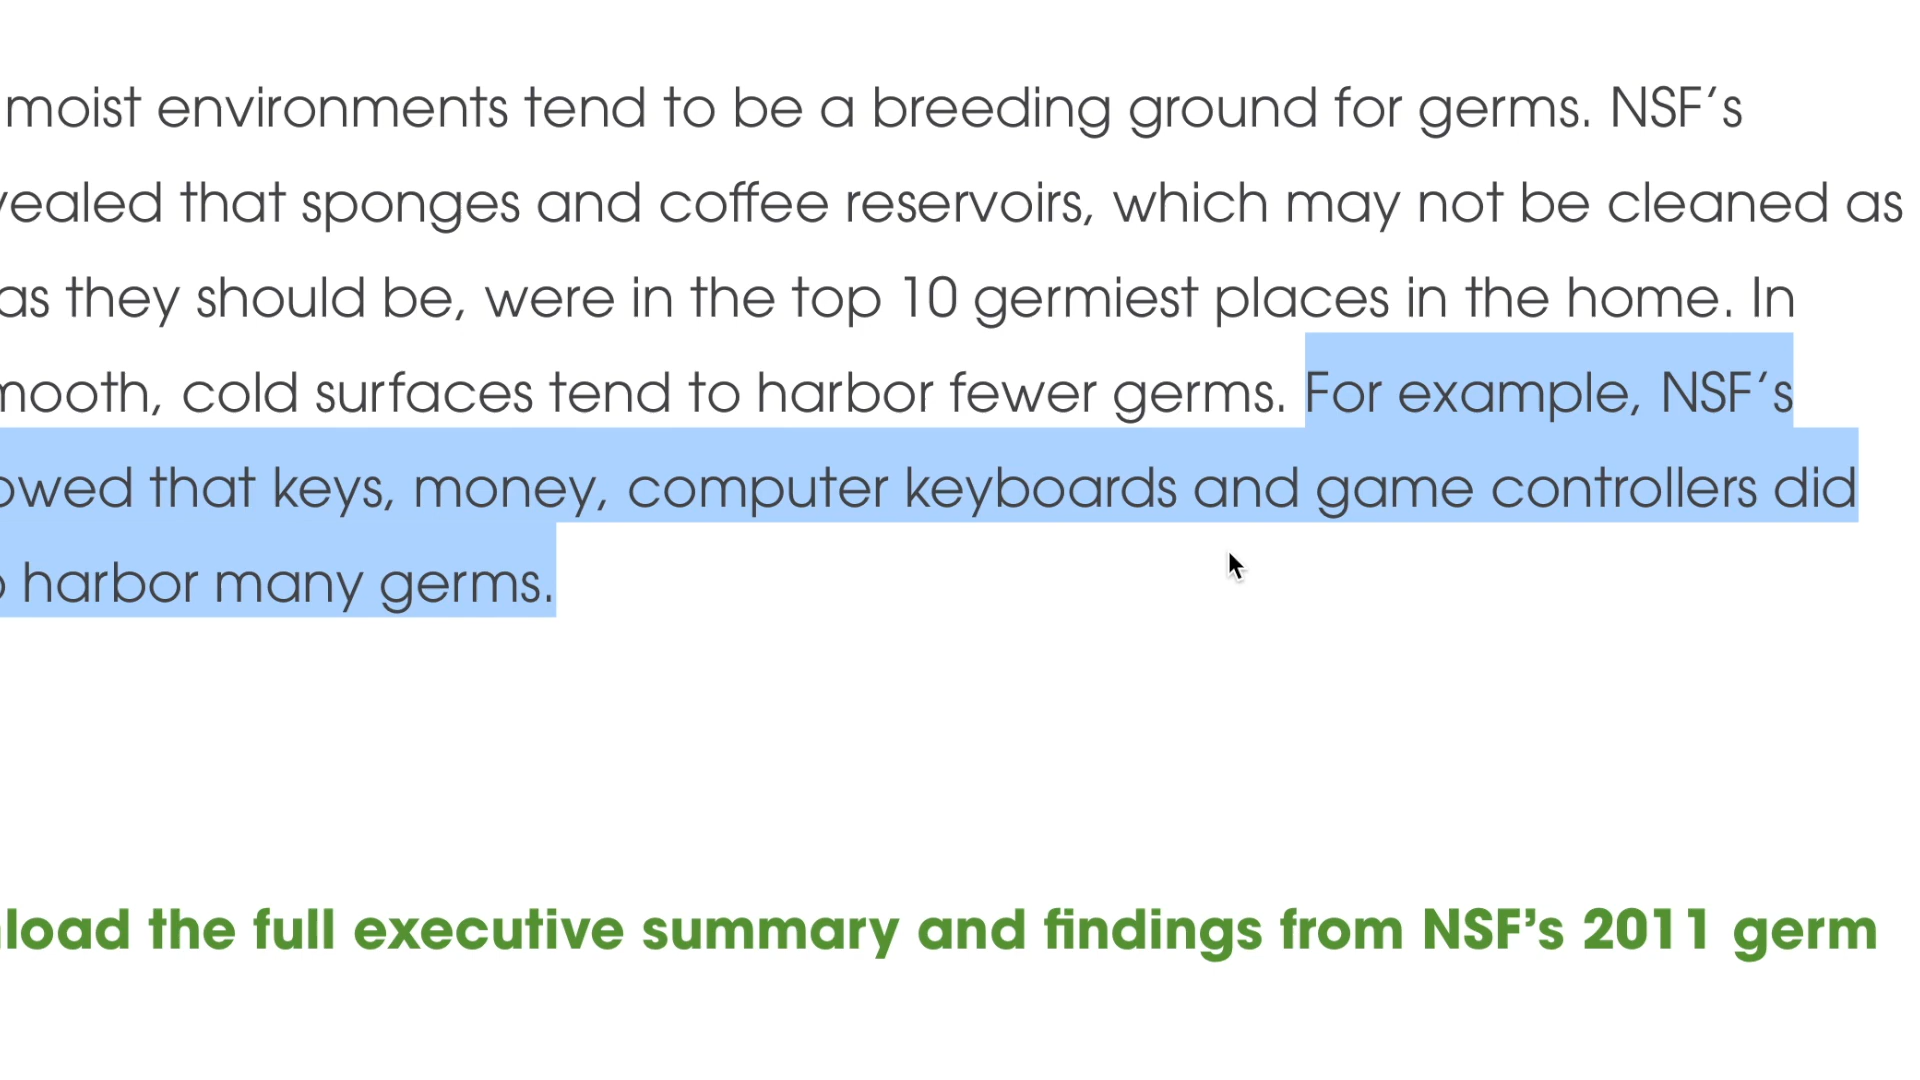 moist environments tend to be a breeding ground for germs. NSF’s
vealed that sponges and coffee reservoirs, which may not be cleaned as
as they should be, were in the top 10 germiest places in the home. In
mooth, cold surfaces tend to harbor fewer germs. For example, NSF’s
owed that keys, money, computer keyboards and game controllers did
o harbor many germs.
load the full executive summary and findings from NSF’s 2011 germ